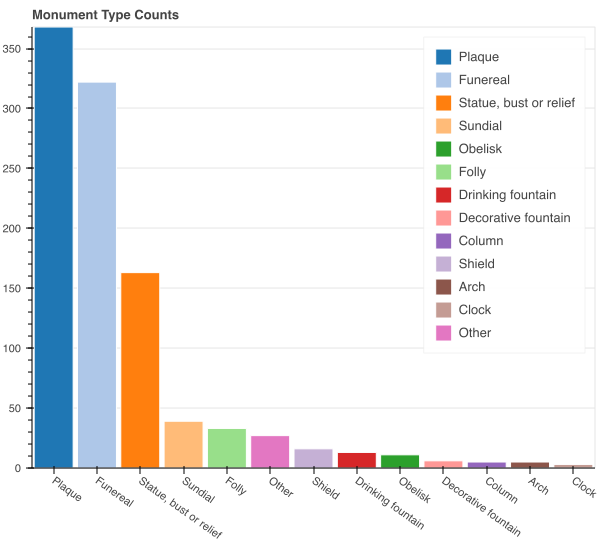 Monument Type Counts
350
300
250
200
150
100
50
0
Plaque
Funereal
Statue, bust or relief
Sundial
Obelisk
Folly
Drinking fountain
Decorative fountain
Column
Shield
Arch
Clock
Other
Plaque
Funereal
Statue, bust or relief
Sundial
Folly
Other
Shield
Drinking fountain
Obelisk
Decorative fountain
Column
Arch
Clock